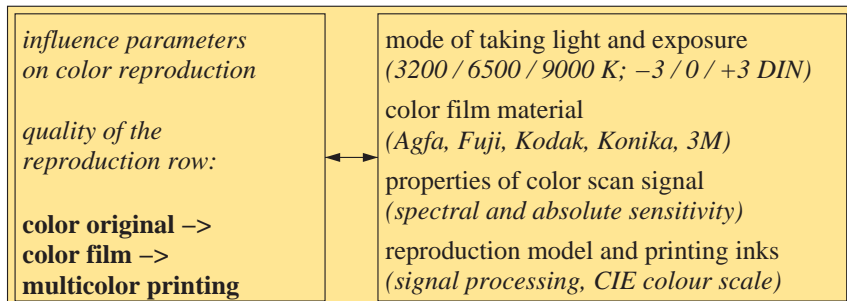 influence parameters
on color reproduction
quality of the
reproduction row:
color original −>
color film −>
multicolor printing
mode of taking light and exposure
(3200 / 6500 / 9000 K; −3 / 0 / +3 DIN)
color film material
(Agfa, Fuji, Kodak, Konika, 3M)
properties of color scan signal
(spectral and absolute sensitivity)
reproduction model and printing inks
(signal processing, CIE colour scale)